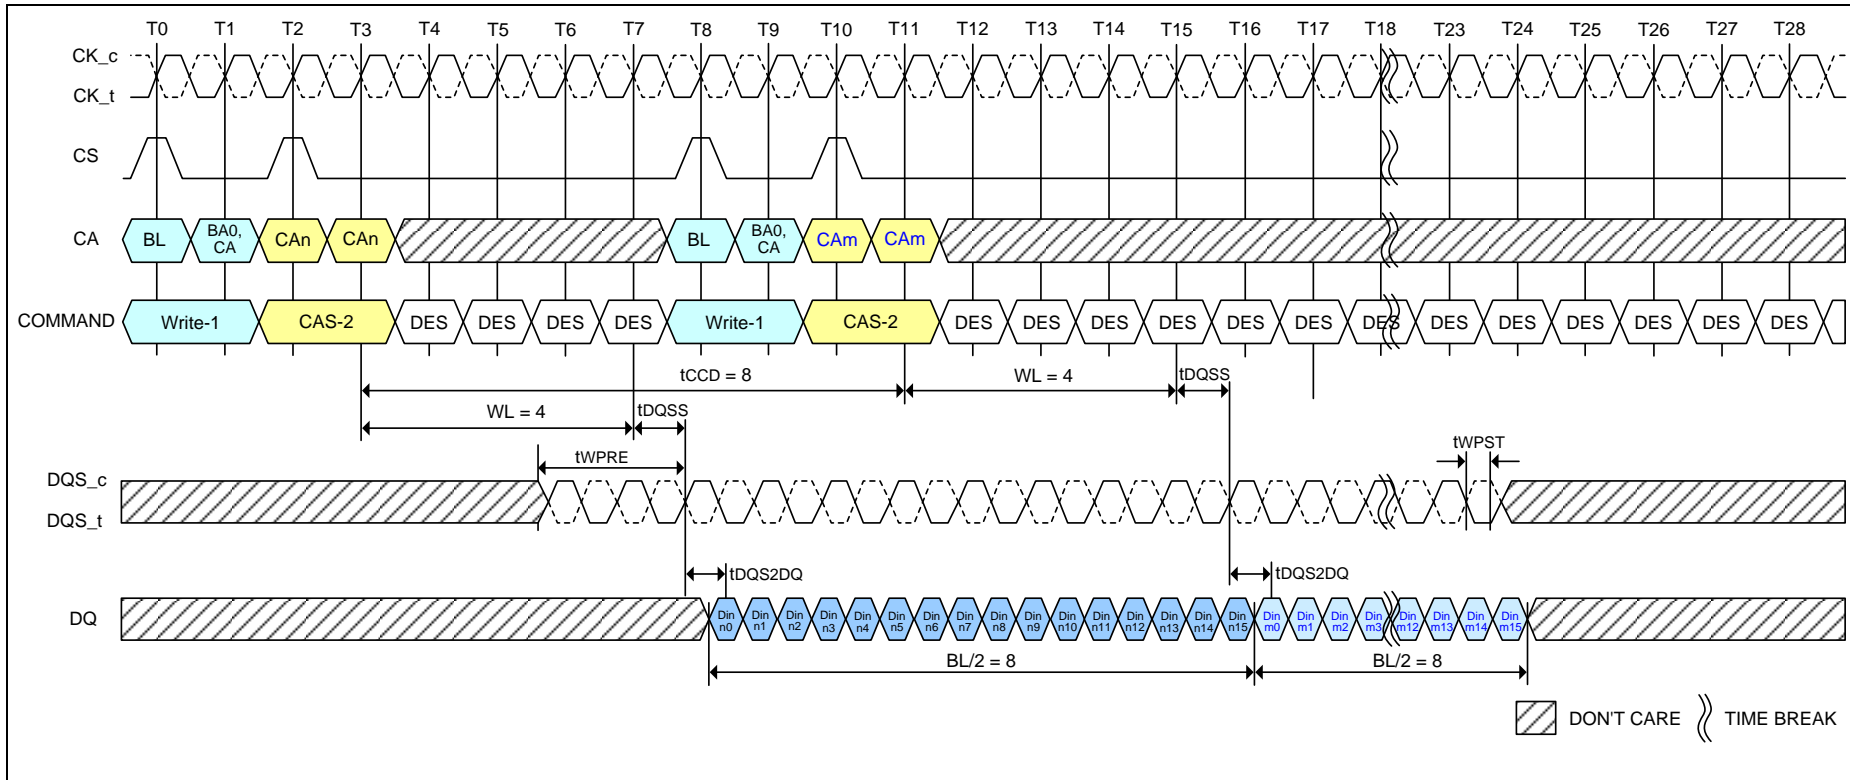 T0 T1 T2 T3 T4 T5 T6 T7 T8 T9 T10 T11 T12 T13 T14 T15 T16 T17 T18 T23 T24 T25 T26 T27 T28
CK_c
CK_t
CS
CA BL BA0, CA CAn CAn BL BA0, CA CAm CAm
COMMAND Write-1 CAS-2 DES DES DES DES Write-1 CAS-2 DES DES DES DES DES DES DES DES DES DES DES DES DES
tCCD = 8 WL = 4 tDQSS
WL = 4 tDQSS
tWPRE tWPST
DQS_c
DQS_t
tDQS2DQ tDQS2DQ
DQ Din n0 Din n1 Din n2 Din n3 Din n4 Din n5 Din n6 Din n7 Din n8 Din n9 Din n10 Din n11 Din n12 Din n13 Din n14 Din n15 Din m0 Din m1 Din m2 Din m3 Din m12 Din m13 Din m14 Din m15
BL/2 = 8 BL/2 = 8
DON'T CARE TIME BREAK